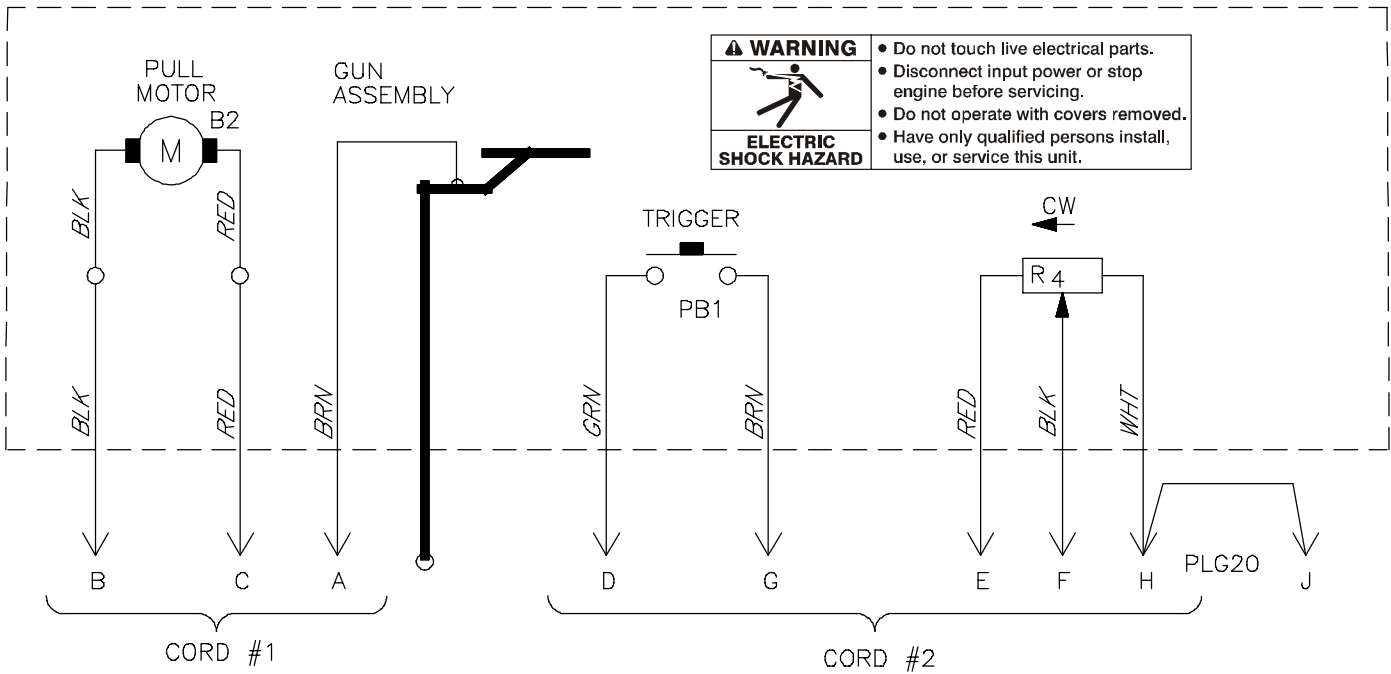 PULL
MOTOR
B2
M
GUN
ASSEMBLY
WARNING
ELECTRIC
SHOCK HAZARD
• Do not touch live electrical parts.
• Disconnect input power or stop
engine before servicing.
• Do not operate with covers removed.
• Have only qualified persons install,
use, or service this unit.
BLK
RED
TRIGGER
PB1
CW
R4
BLK
RED
BRN
GRN
BRN
RED
BLK
WHT
B
C
A
D
G
E
F
H
PLG20
J
CORD #1
CORD #2